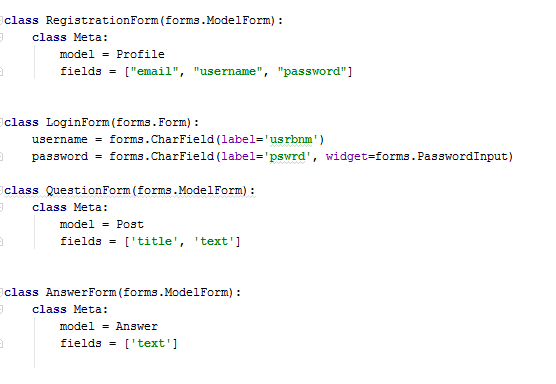 class RegistrationForm(forms.ModelForm):
    class Meta:
        model = Profile
        fields = ["email", "username", "password"]
class LoginForm(forms.Form):
    username = forms.CharField(label='usrbnm')
    password = forms.CharField(label='pswrd', widget=forms.PasswordInput)
class QuestionForm(forms.ModelForm):
    class Meta:
        model = Post
        fields = ['title', 'text']
class AnswerForm(forms.ModelForm):
    class Meta:
        model = Answer
        fields = ['text']